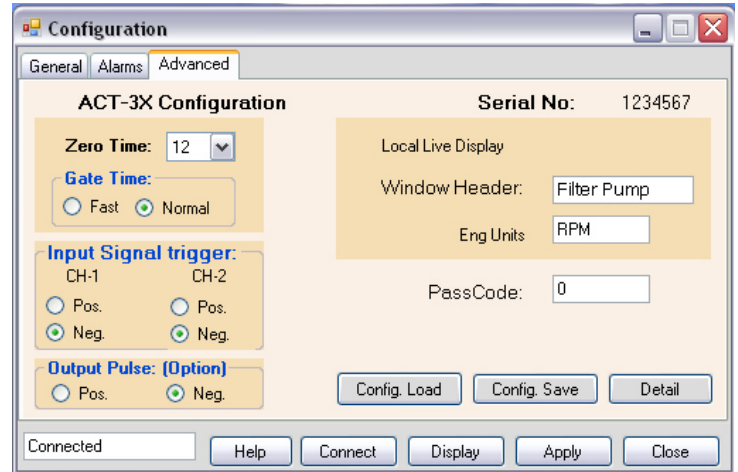 Configuration
General Alarms Advanced
ACT-3X Configuration
Serial No: 1234567
Zero Time: 12
Gate Time:
Fast Normal
Input Signal trigger:
CH-1 CH-2
Pos. Pos.
Neg. Neg.
Output Pulse: (Option)
Pos. Neg.
Local Live Display
Window Header: Filter Pump
Eng Units RPM
PassCode: 0
Config. Load Config. Save Detail
Connected Help Connect Display Apply Close